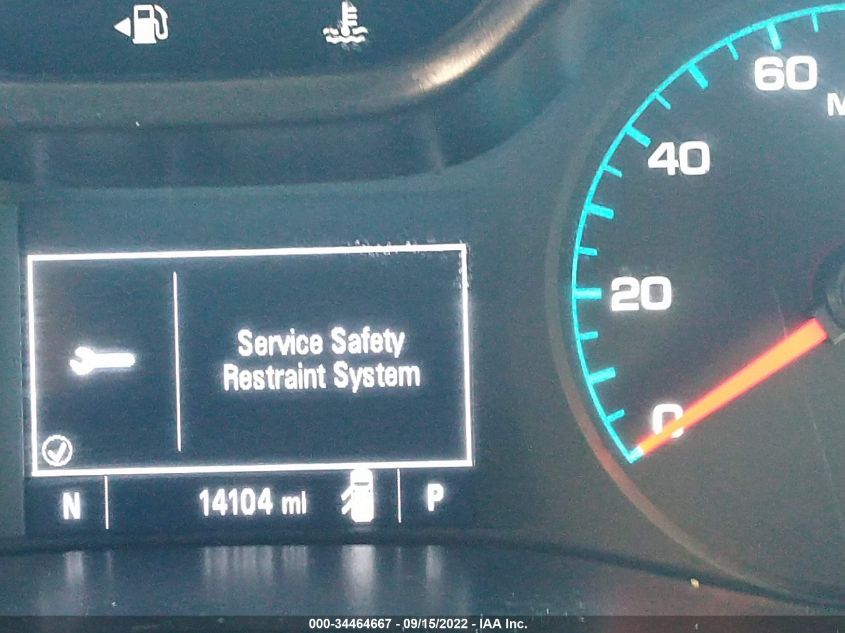 60
M
40
20
0
Service Safety
Restraint System
N 14104 mi P
000-34464667 - 09/15/2022 - IAA Inc.